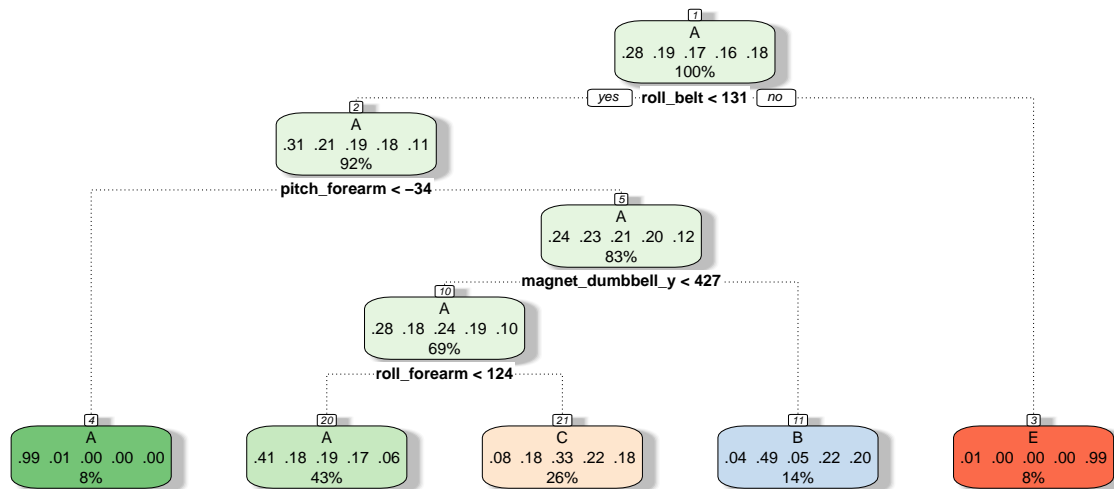 1
A
.28 .19 .17 .16 .18
100%
yes roll_belt < 131 no
2
A
.31 .21 .19 .18 .11
92%
pitch_forearm < −34
5
A
.24 .23 .21 .20 .12
83%
magnet_dumbbell_y < 427
10
A
.28 .18 .24 .19 .10
69%
roll_forearm < 124
4
A
.99 .01 .00 .00 .00
8%
20
A
.41 .18 .19 .17 .06
43%
21
C
.08 .18 .33 .22 .18
26%
11
B
.04 .49 .05 .22 .20
14%
3
E
.01 .00 .00 .00 .99
8%